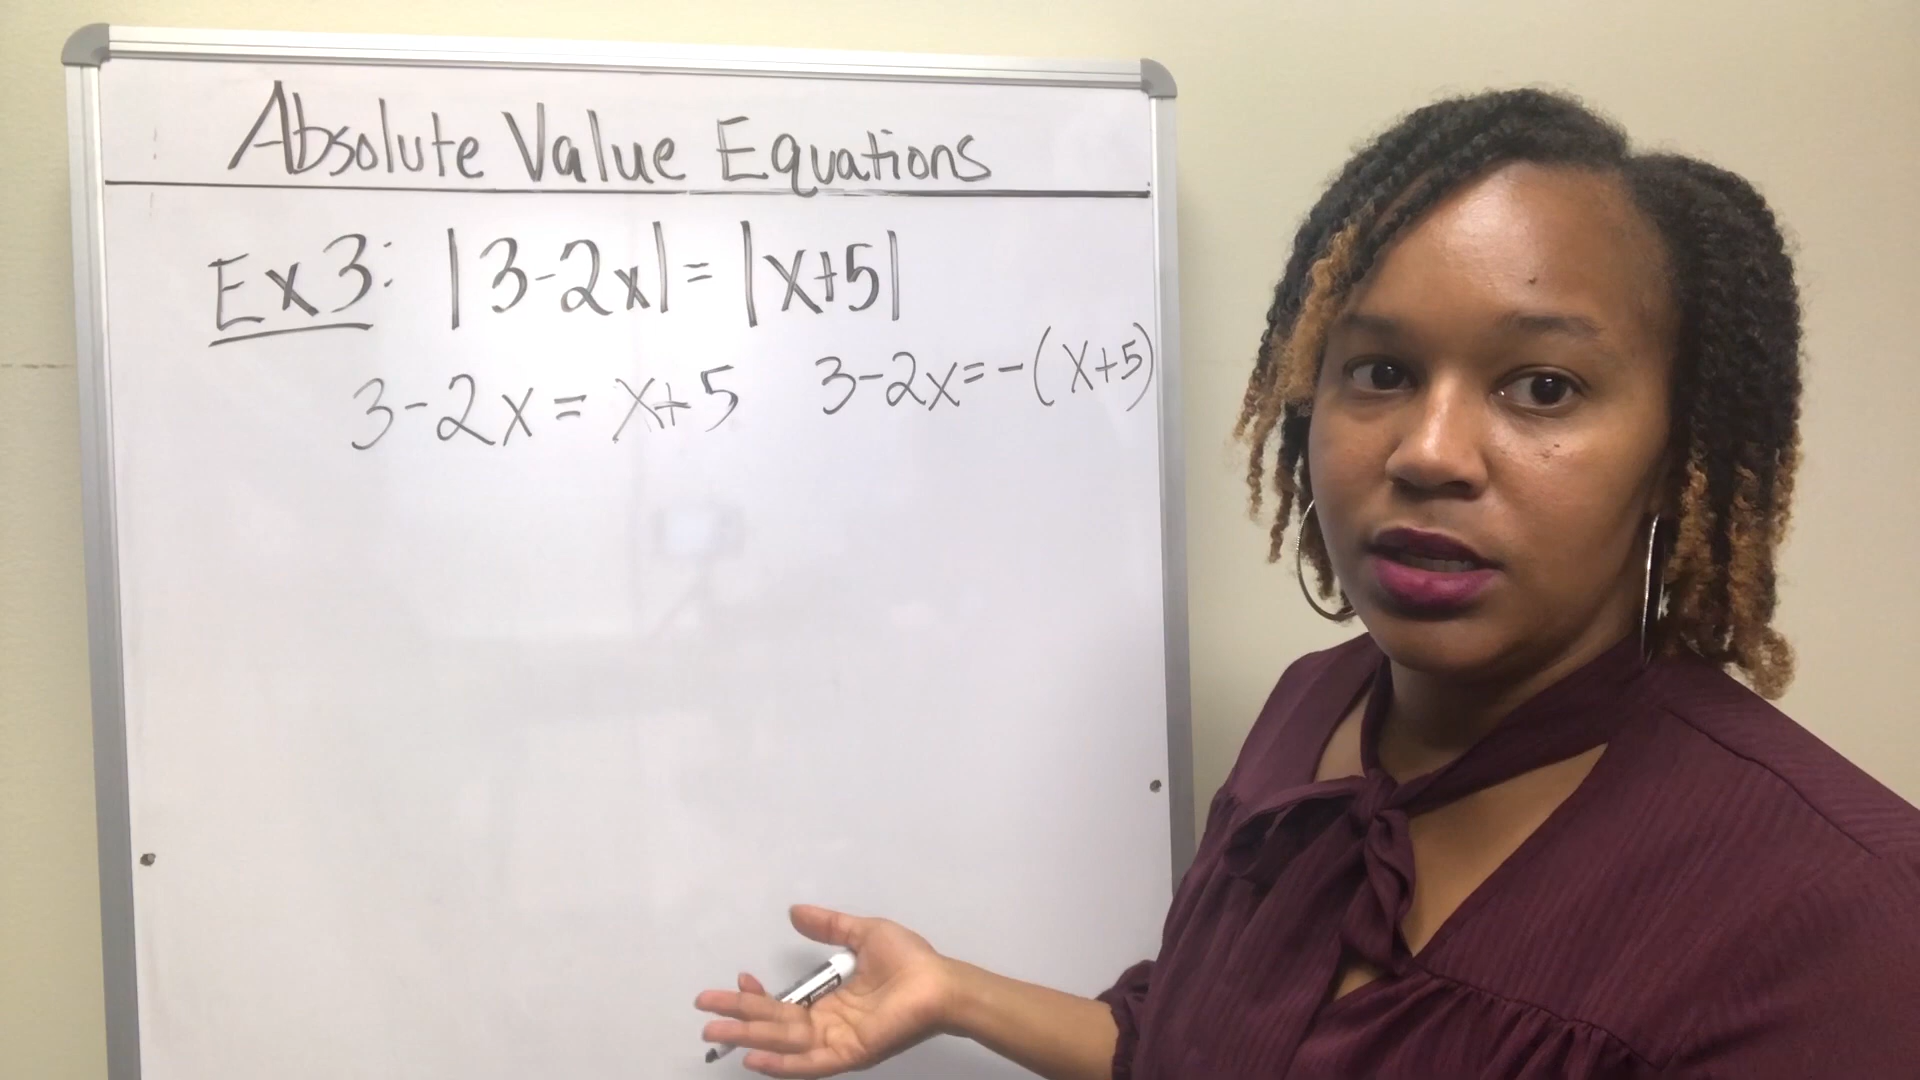 Absolute Value Equations
Ex 3: |3-2x|=|x+5|
3-2x=x+5 3-2x=-(x+5)